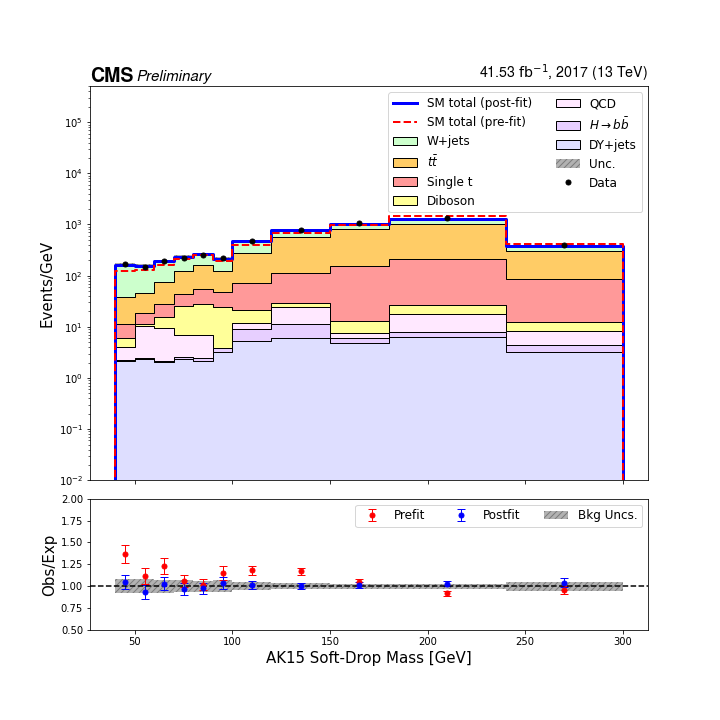 CMS Preliminary
41.53 fb⁻¹, 2017 (13 TeV)
SM total (post-fit)
SM total (pre-fit)
W+jets
tt̄
Single t
Diboson
QCD
H→bb̄
DY+jets
Unc.
Data
Events/GeV
10⁵
10⁴
10³
10²
10¹
10⁰
10⁻¹
10⁻²
Prefit
Postfit
Bkg Uncs.
Obs/Exp
2.00
1.75
1.50
1.25
1.00
0.75
0.50
50
100
150
200
250
300
AK15 Soft-Drop Mass [GeV]